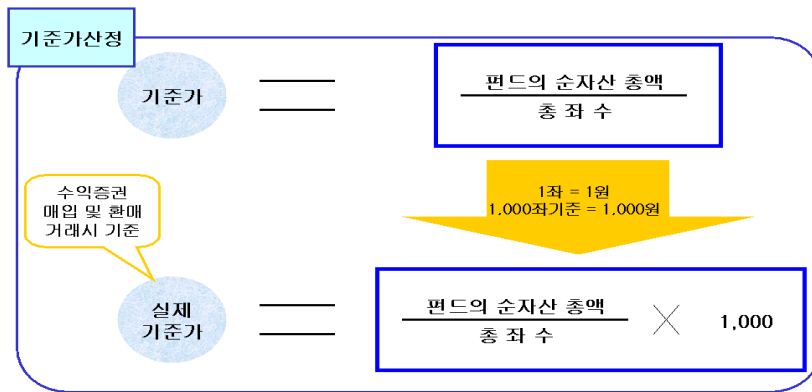 기준가산정
기준가
펀드의 순자산 총액
총 좌 수
1좌 = 1원
1,000좌기준 = 1,000원
수익증권
매입 및 환매
거래시 기준
실제
기준가
펀드의 순자산 총액
총 좌 수
1,000